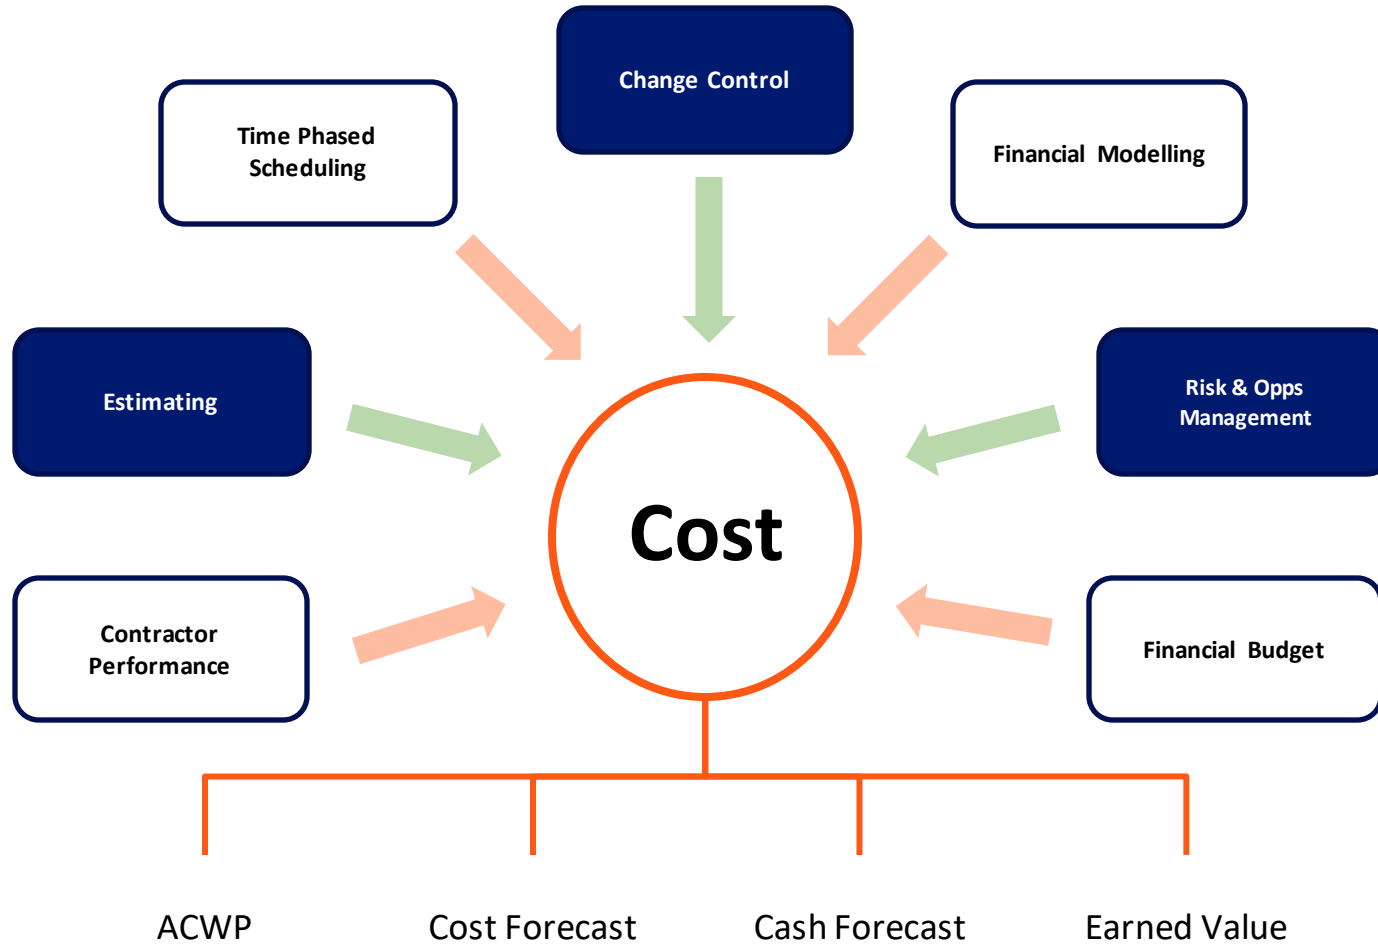 Change Control
Time Phased
Scheduling
Financial Modelling
Estimating
Risk & Opps
Management
Cost
Contractor
Performance
Financial Budget
ACWP
Cost Forecast
Cash Forecast
Earned Value